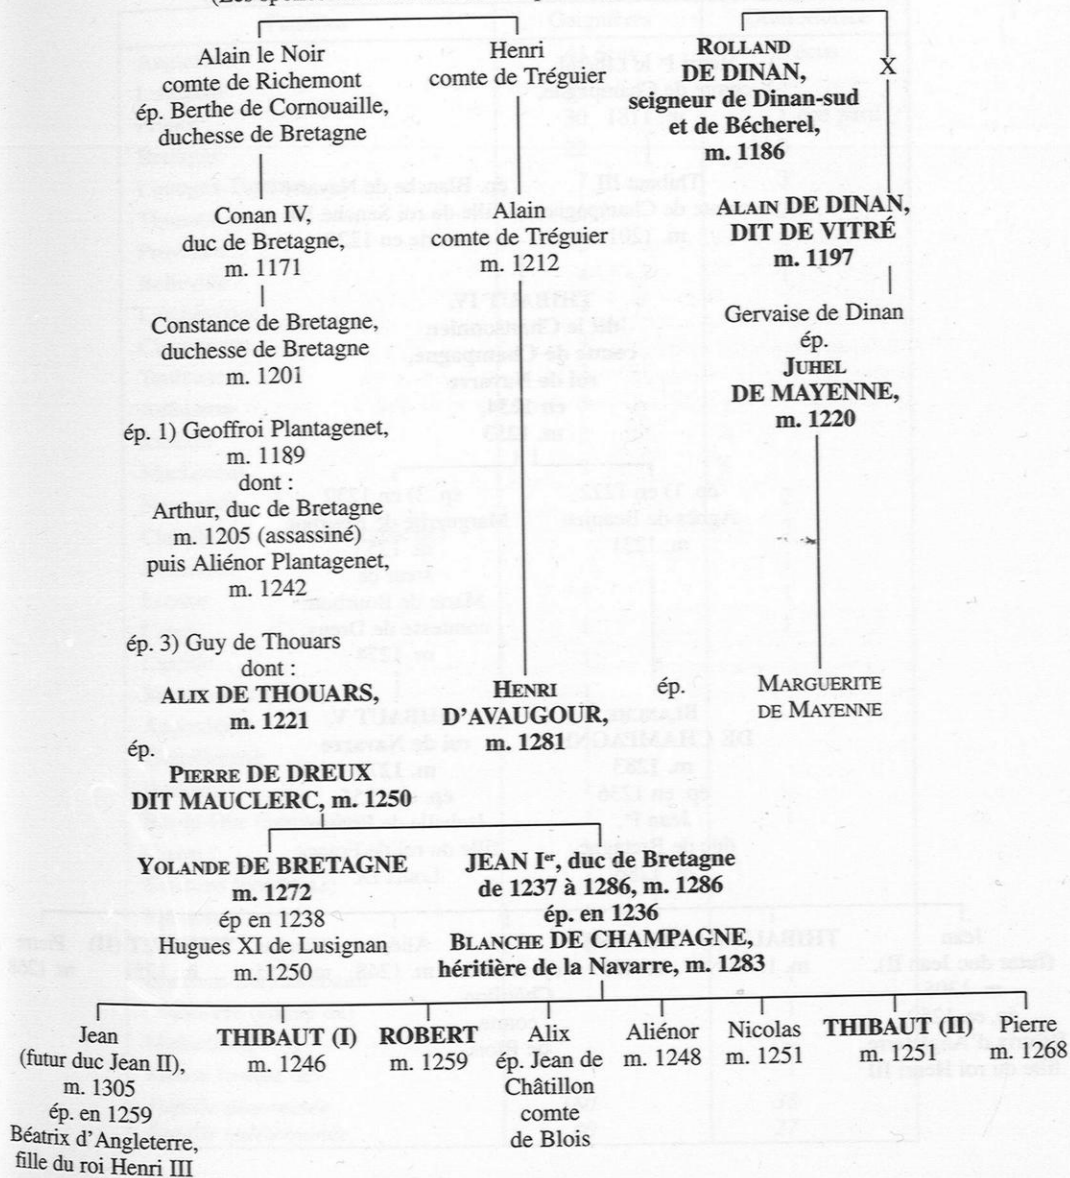 Alain le Noir
comte de Richemont
ép. Berthe de Cornouaille,
duchesse de Bretagne
Henri
comte de Tréguier
ROLLAND
DE DINAN,
seigneur de Dinan-sud
et de Bécherel,
m. 1186
X
Conan IV,
duc de Bretagne,
m. 1171
Alain
comte de Tréguier
m. 1212
ALAIN DE DINAN,
DIT DE VITRÉ
m. 1197
Constance de Bretagne,
duchesse de Bretagne
m. 1201
Gervaise de Dinan
ép.
JUHEL
DE MAYENNE,
m. 1220
ép. 1) Geoffroi Plantagenet,
m. 1189
dont :
Arthur, duc de Bretagne
m. 1205 (assassiné)
puis Aliénor Plantagenet,
m. 1242
ép. 3) Guy de Thouars
dont :
ALIX DE THOUARS,
m. 1221
HENRI
D'AVAUGOUR,
m. 1281
ép.
MARGUERITE
DE MAYENNE
ép.
PIERRE DE DREUX
DIT MAUCLERC, m. 1250
YOLANDE DE BRETAGNE
m. 1272
ép en 1238
Hugues XI de Lusignan
m. 1250
JEAN Ier, duc de Bretagne
de 1237 à 1286, m. 1286
ép. en 1236
BLANCHE DE CHAMPAGNE,
héritière de la Navarre, m. 1283
Jean
(futur duc Jean II),
m. 1305
ép. en 1259
Béatrix d'Angleterre,
fille du roi Henri III
THIBAUT (I)
m. 1246
ROBERT
m. 1259
Alix
ép. Jean de
Châtillon
comte
de Blois
Aliénor
m. 1248
Nicolas
m. 1251
THIBAUT (II)
m. 1251
Pierre
m. 1268